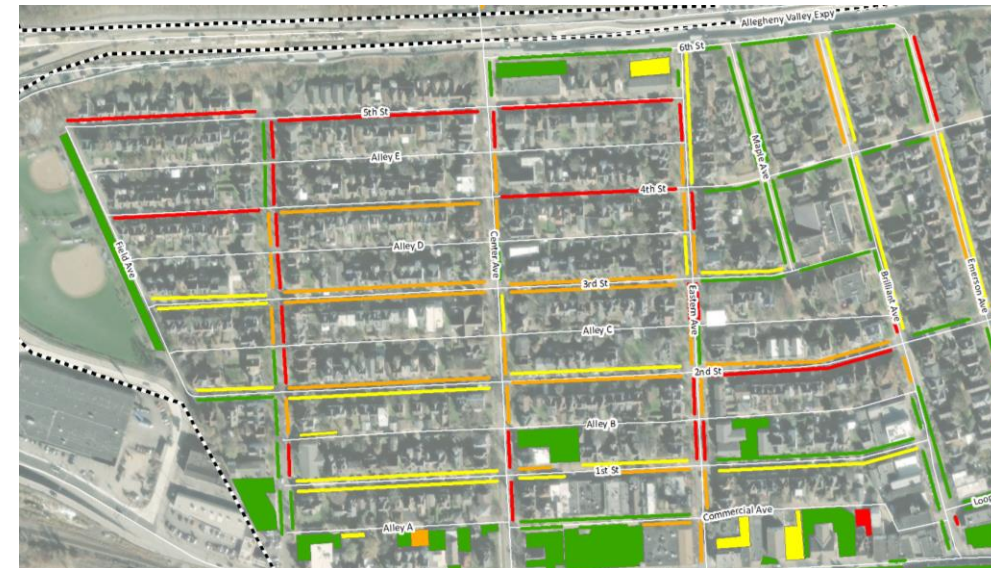 Allegheny Valley Expy
6th St
5th St
Maple Ave
Alley E
4th St
Field Ave
Center Ave
Alley D
3rd St
Eastern Ave
Brilliant Ave
Emerson Ave
Alley C
2nd St
Alley B
1st St
Commercial Ave
Loop
Alley A